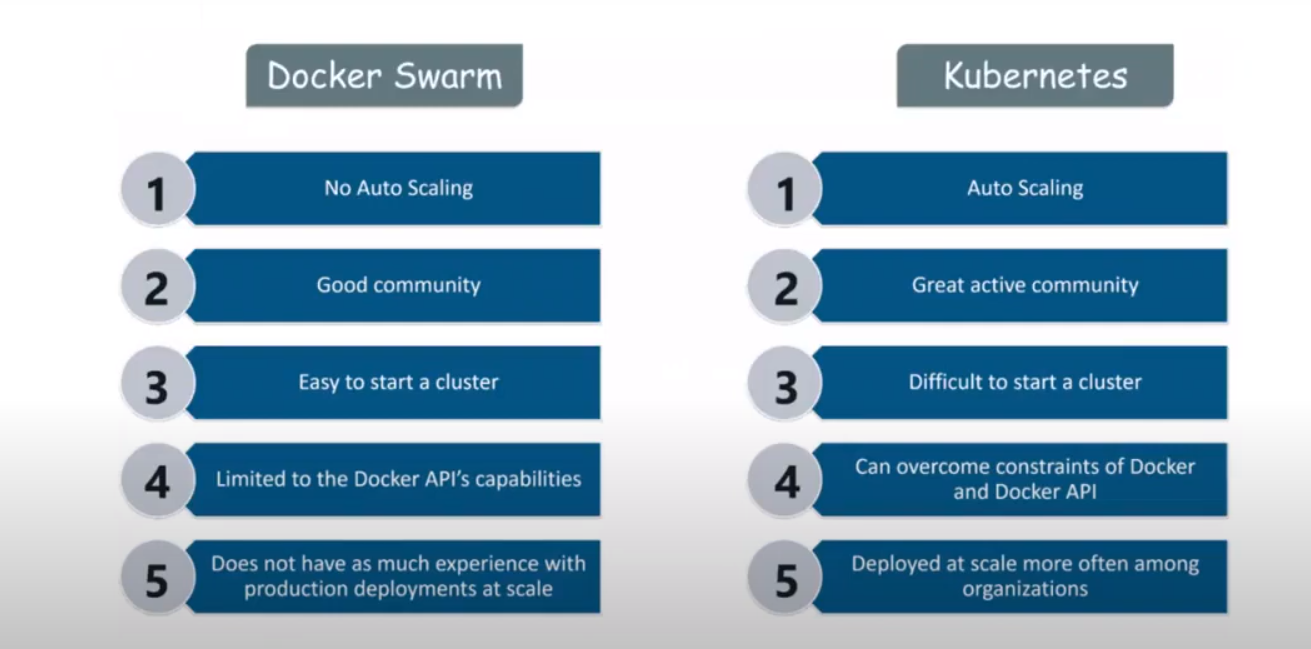 Docker Swarm
1
No Auto Scaling
2
Good community
3
Easy to start a cluster
4
Limited to the Docker API's capabilities
5
Does not have as much experience with
production deployments at scale
Kubernetes
1
Auto Scaling
2
Great active community
3
Difficult to start a cluster
4
Can overcome constraints of Docker
and Docker API
5
Deployed at scale more often among
organizations